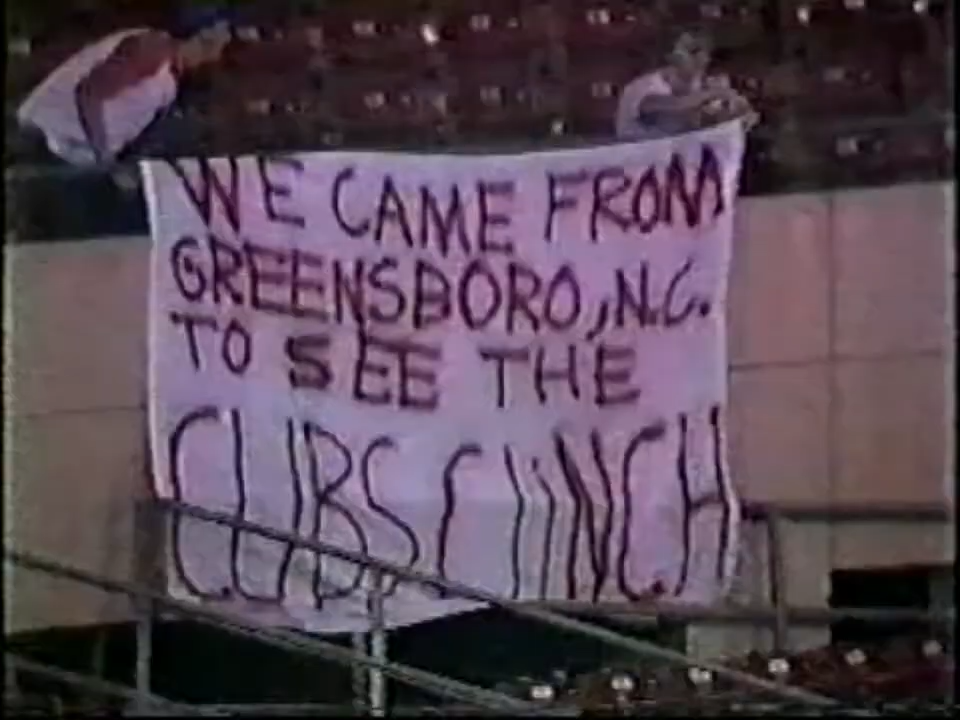 WE CAME FROM
GREENSBORO, N.C.
TO SEE THE
CUBS CLINCH